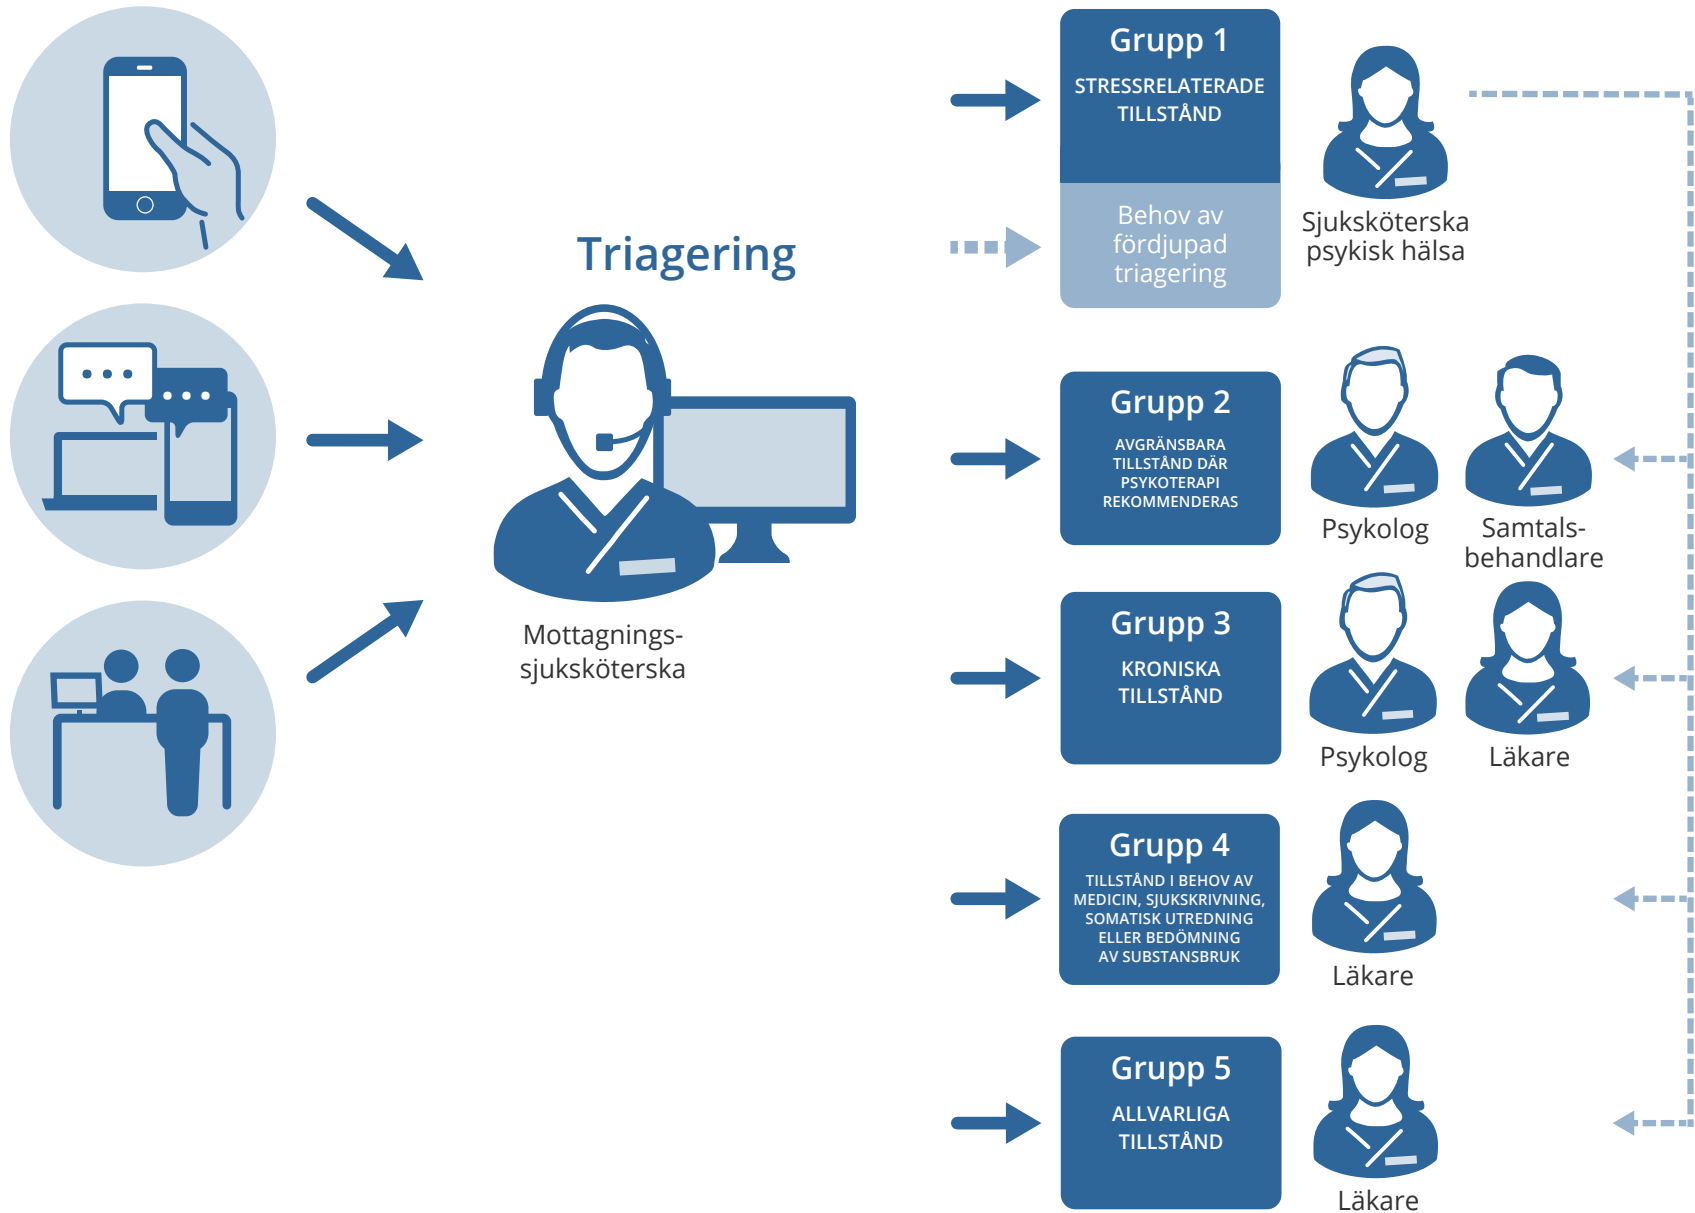 Triagering
Mottagnings-
sjuksköterska
Grupp 1
STRESSRELATERADE
TILLSTÅND
Behov av
fördjupad
triagering
Sjuksköterska
psykisk hälsa
Grupp 2
AVGRÄNSBARA
TILLSTÅND DÄR
PSYKOTERAPI
REKOMMENDERAS
Psykolog
Samtals-
behandlare
Grupp 3
KRONISKA
TILLSTÅND
Psykolog
Läkare
Grupp 4
TILLSTÅND I BEHOV AV
MEDICIN, SJUKSKRIVNING,
SOMATISK UTREDNING
ELLER BEDÖMNING
AV SUBSTANSBRUK
Läkare
Grupp 5
ALLVARLIGA
TILLSTÅND
Läkare